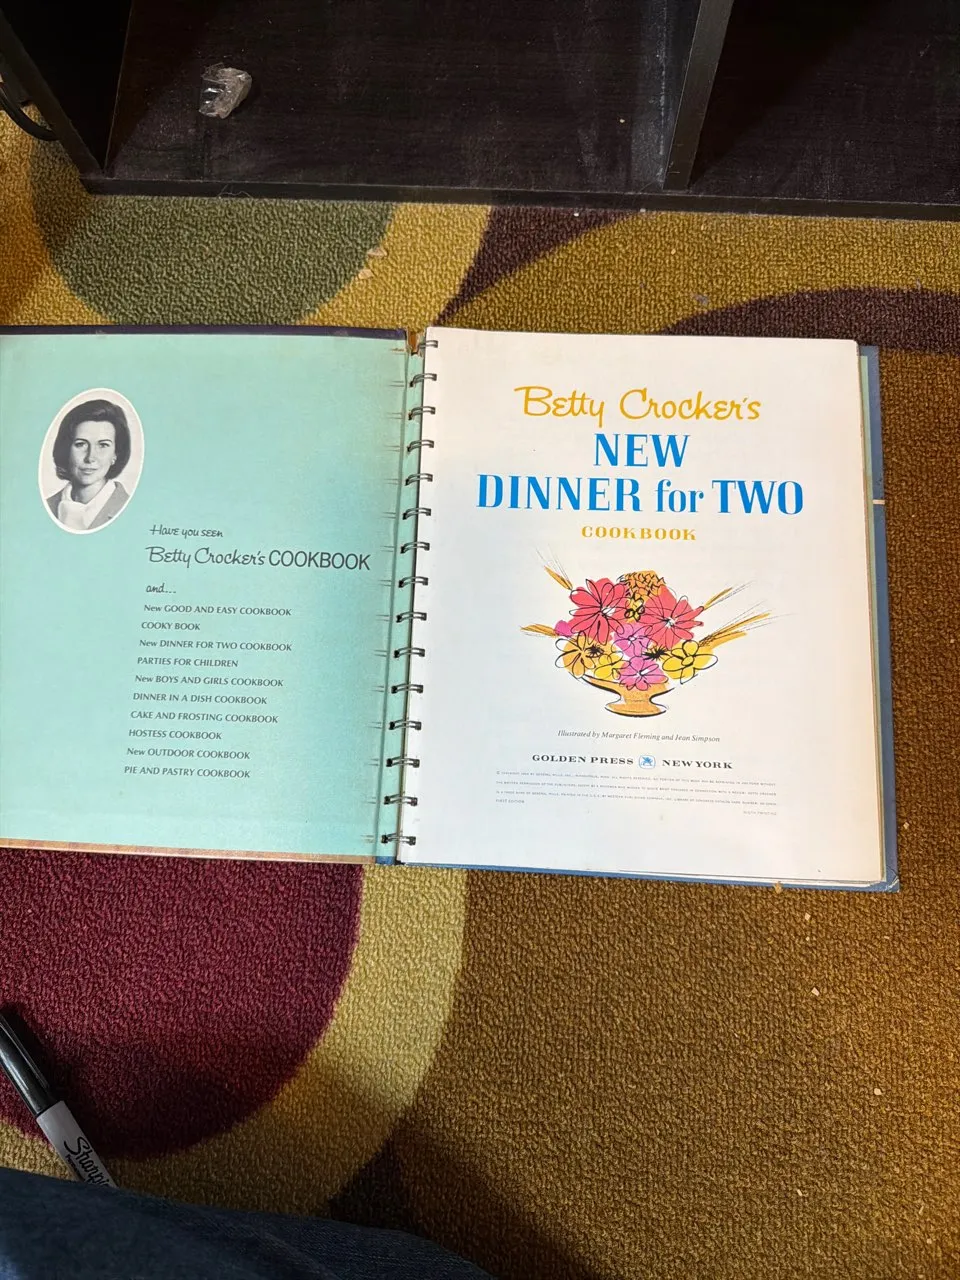 Have you seen
Betty Crocker's COOKBOOK
and...
New GOOD AND EASY COOKBOOK
COOKY BOOK
New DINNER FOR TWO COOKBOOK
PARTIES FOR CHILDREN
New BOYS AND GIRLS COOKBOOK
DINNER IN A DISH COOKBOOK
CAKE AND FROSTING COOKBOOK
HOSTESS COOKBOOK
New OUTDOOR COOKBOOK
PIE AND PASTRY COOKBOOK
Betty Crocker's
NEW
DINNER for TWO
COOKBOOK
Illustrated by Margaret Fleming and Jean Simpson
GOLDEN PRESS NEW YORK
FIRST EDITION
Sharpie